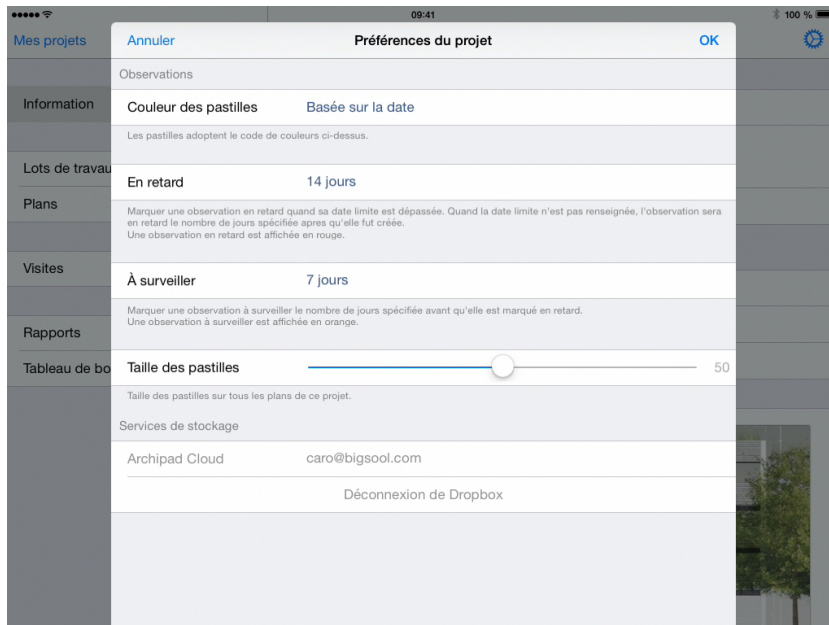 09:41
100 %
Mes projets
Annuler
Préférences du projet
OK
Observations
Information
Couleur des pastilles
Basée sur la date
Les pastilles adoptent le code de couleurs ci-dessus.
Lots de travau
En retard
14 jours
Plans
Marquer une observation en retard quand sa date limite est dépassée. Quand la date limite n'est pas renseignée, l'observation sera
en retard le nombre de jours spécifiée apres qu'elle fut créée.
Une observation en retard est affichée en rouge.
Visites
À surveiller
7 jours
Marquer une observation à surveiller le nombre de jours spécifiée avant qu'elle est marqué en retard.
Une observation à surveiller est affichée en orange.
Rapports
Tableau de bo
Taille des pastilles
50
Taille des pastilles sur tous les plans de ce projet.
Services de stockage
Archipad Cloud
caro@bigsool.com
Déconnexion de Dropbox